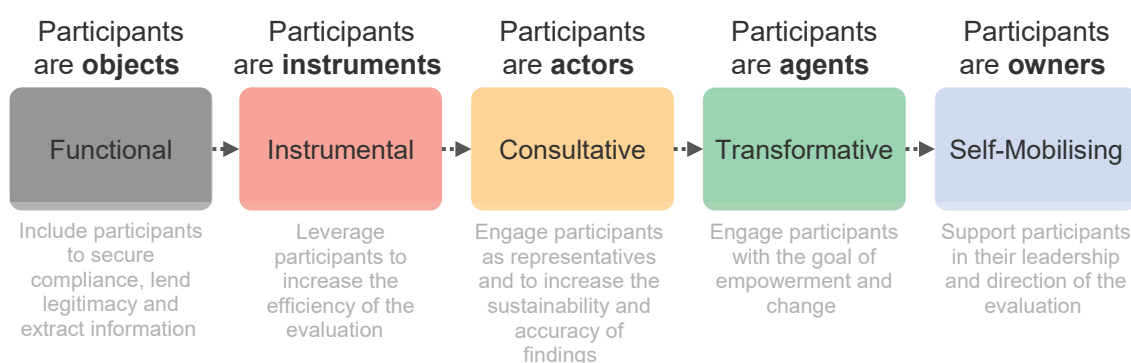 Participants
are objects
Participants
are instruments
Participants
are actors
Participants
are agents
Participants
are owners
Functional
Instrumental
Consultative
Transformative
Self-Mobilising
Include participants
to secure
compliance, lend
legitimacy and
extract information
Leverage
participants to
increase the
efficiency of the
evaluation
Engage participants
as representatives
and to increase the
sustainability and
accuracy of
findings
Engage participants
with the goal of
empowerment and
change
Support participants
in their leadership
and direction of the
evaluation